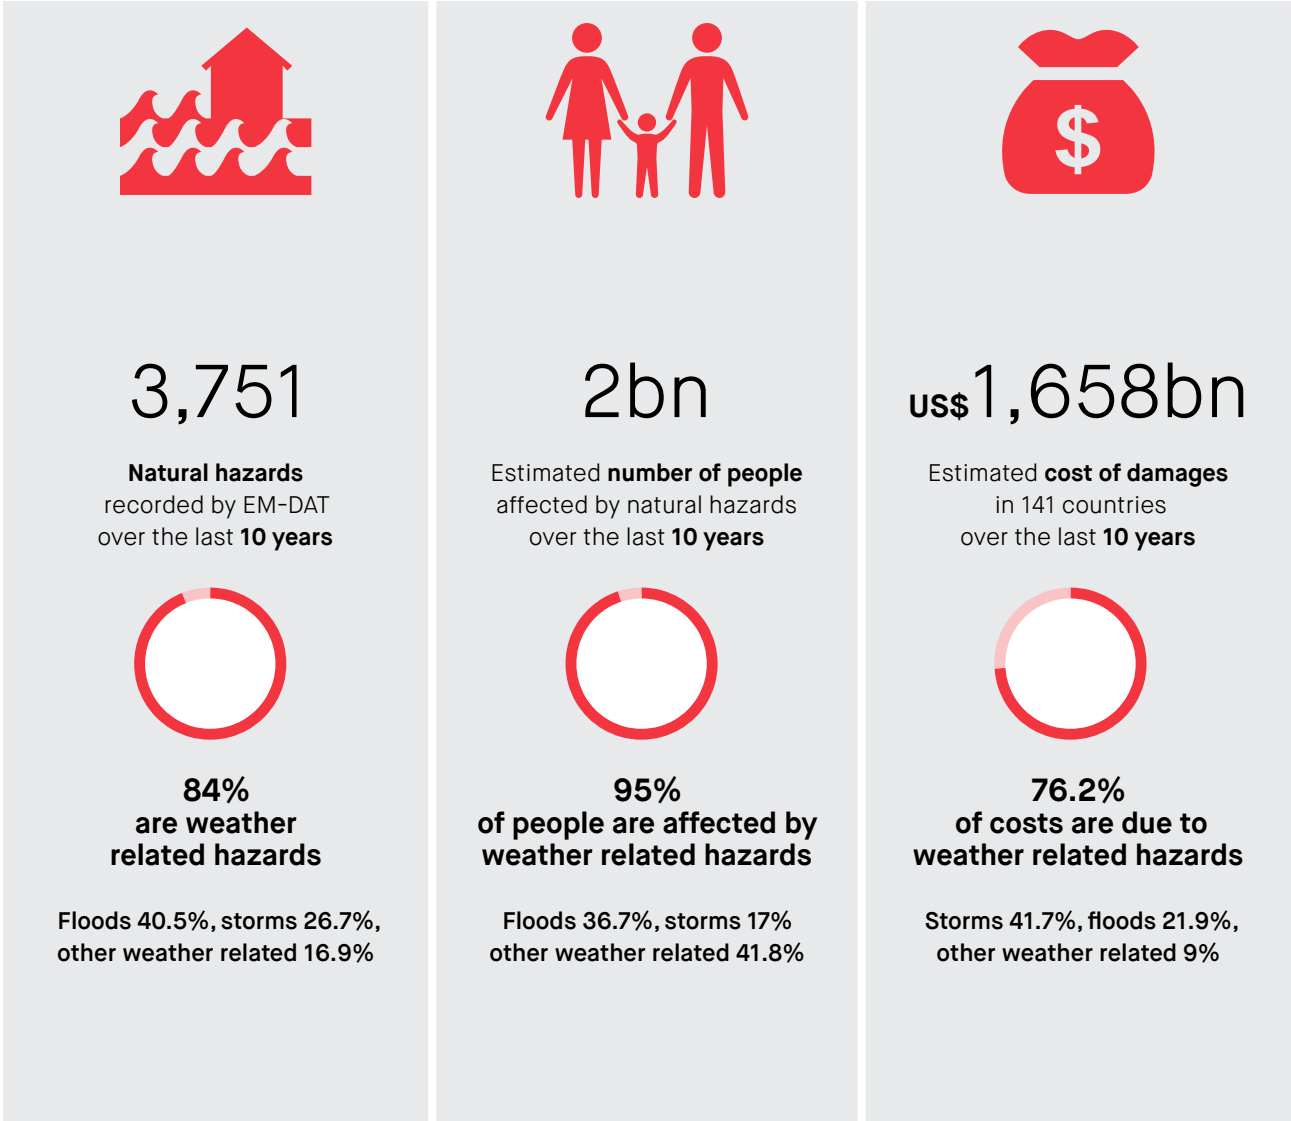 $
3,751
Natural hazards
recorded by EM-DAT
over the last 10 years
84%
are weather
related hazards
Floods 40.5%, storms 26.7%,
other weather related 16.9%
2bn
Estimated number of people
affected by natural hazards
over the last 10 years
95%
of people are affected by
weather related hazards
Floods 36.7%, storms 17%
other weather related 41.8%
US$1,658bn
Estimated cost of damages
in 141 countries
over the last 10 years
76.2%
of costs are due to
weather related hazards
Storms 41.7%, floods 21.9%,
other weather related 9%